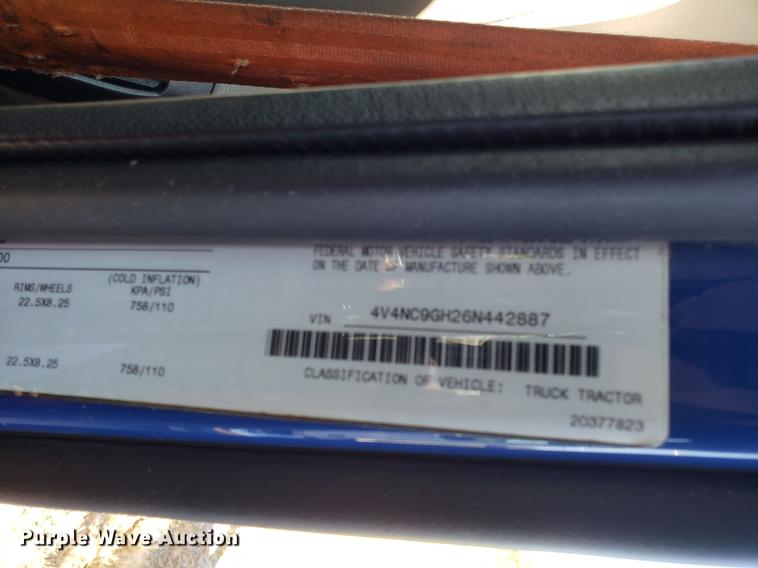 00
FEDERAL MOTOR VEHICLE SAFETY STANDARDS IN EFFECT
ON THE DATE OF MANUFACTURE SHOWN ABOVE.
RIMS/WHEELS
22.5X8.25
(COLD INFLATION)
KPA/PSI
758/110
VIN 4V4NC9GH26N442887
22.5X8.25
758/110
CLASSIFICATION OF VEHICLE: TRUCK TRACTOR
20377823
Purple Wave Auction